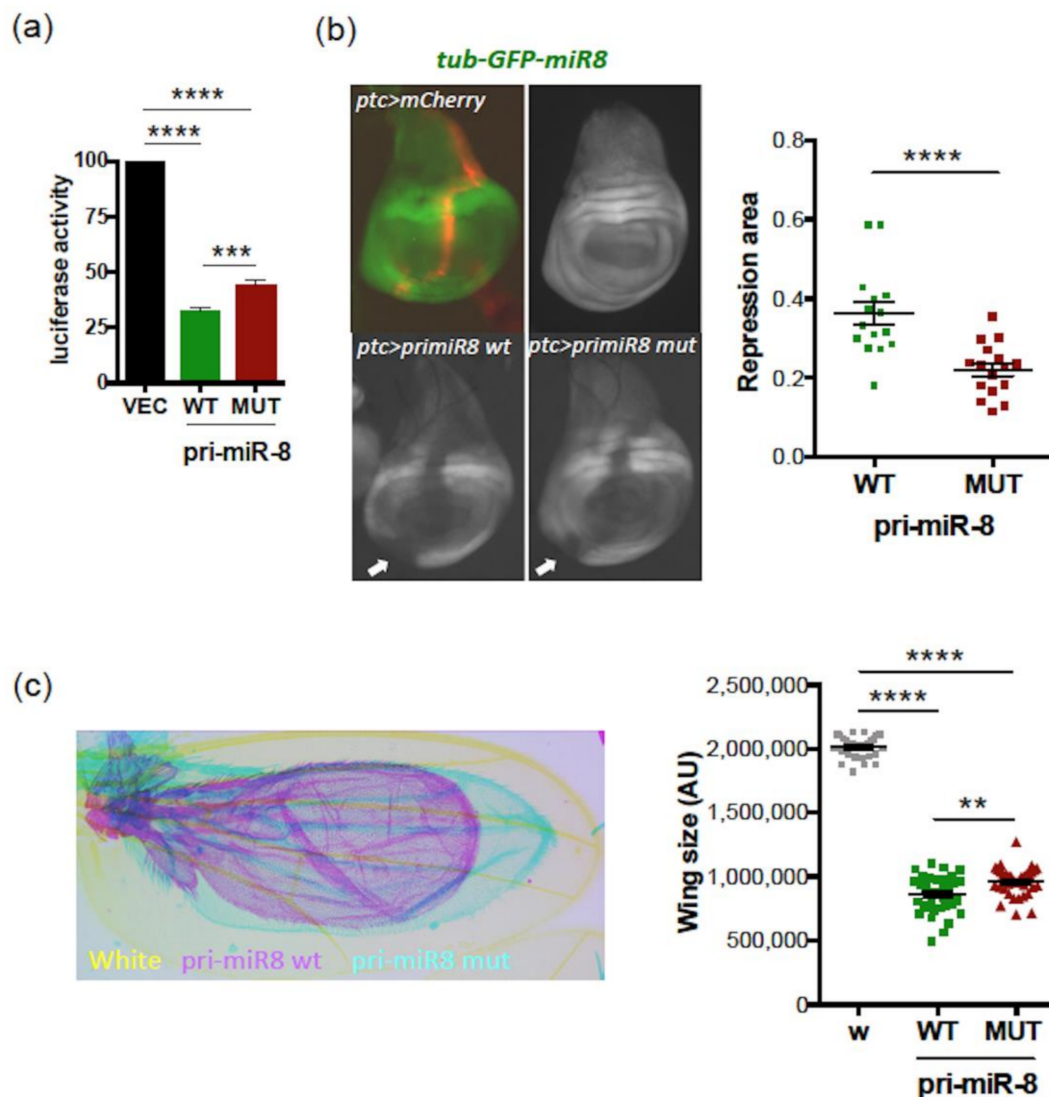 (a)
****
****
***
luciferase activity
100
75
50
25
0
VEC WT MUT
pri-miR-8
(b)
tub-GFP-miR8
ptc>mCherry
ptc>primiR8 wt
ptc>primiR8 mut
****
Repression area
0.8
0.6
0.4
0.2
0.0
WT MUT
pri-miR-8
(c)
White pri-miR8 wt pri-miR8 mut
****
****
**
Wing size (AU)
2,500,000
2,000,000
1,500,000
1,000,000
500,000
0
w WT MUT
pri-miR-8